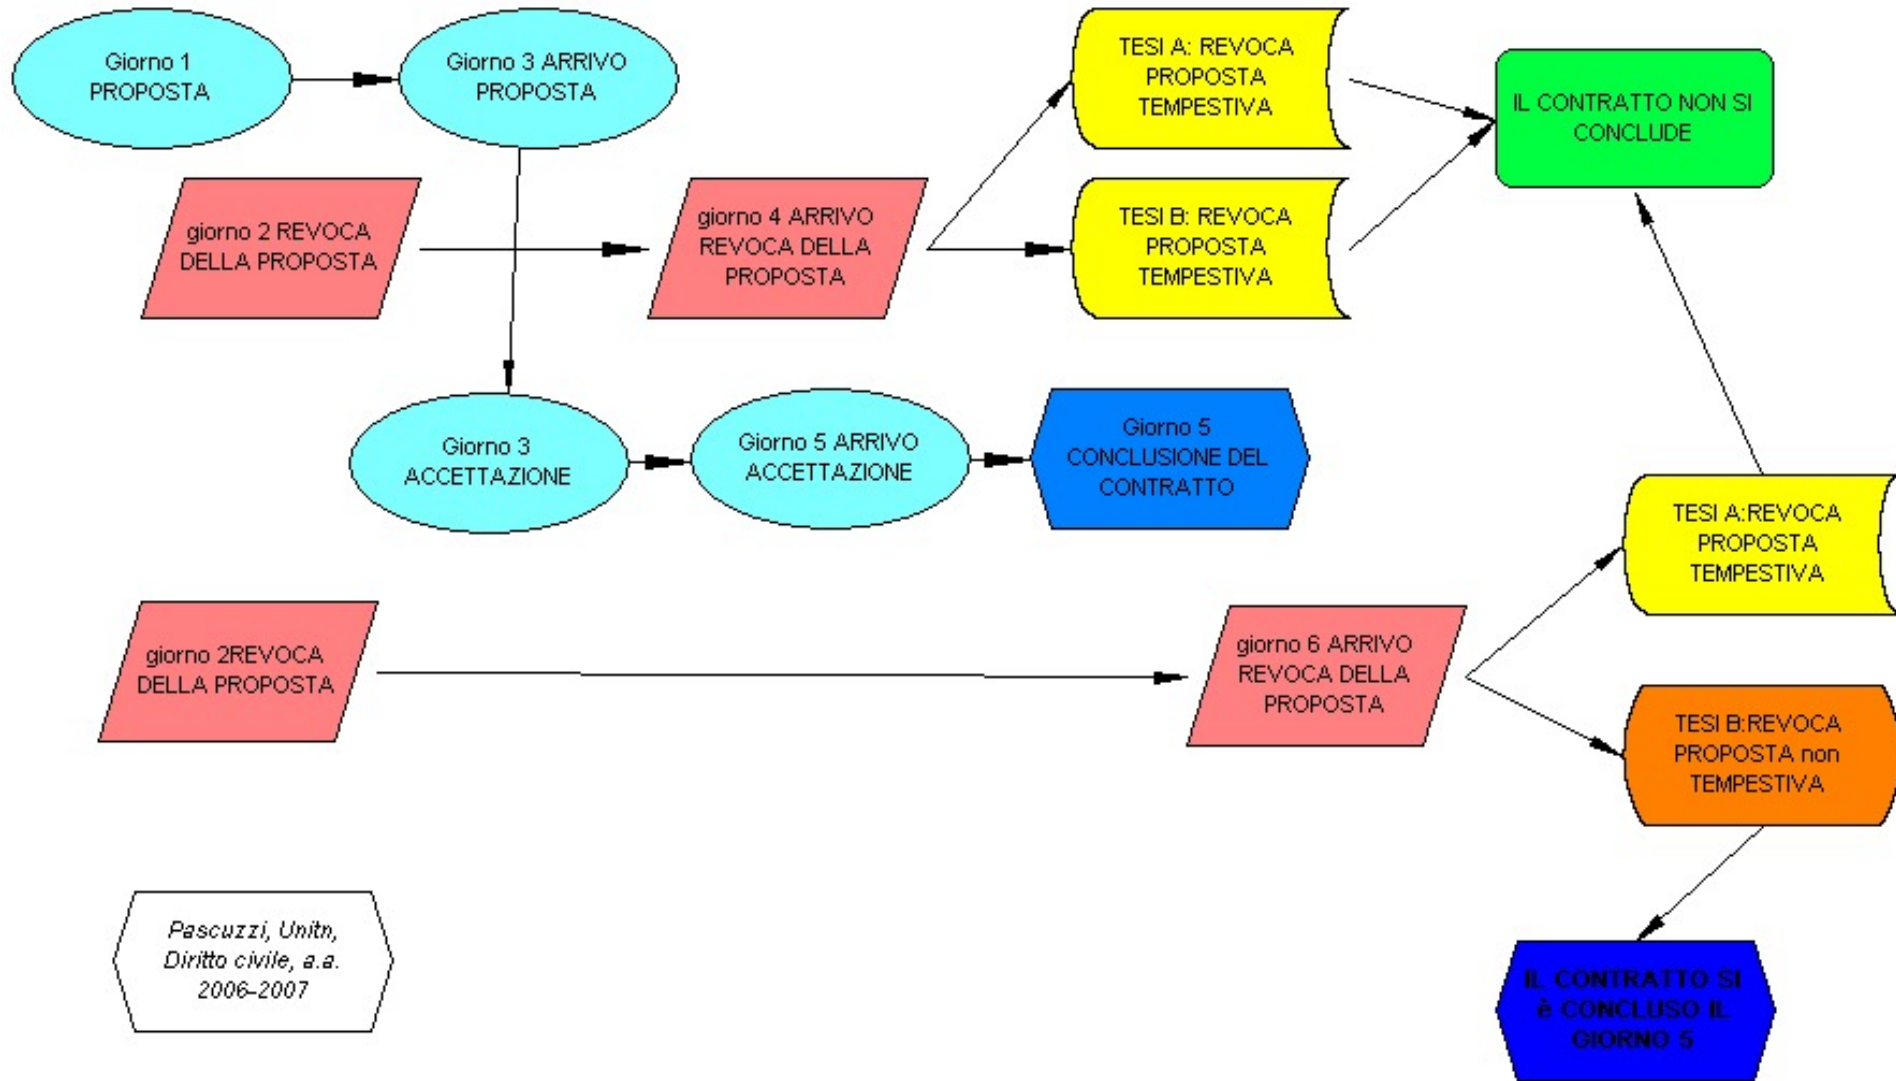 Giorno 1
PROPOSTA
Giorno 3 ARRIVO
PROPOSTA
TESI A: REVOCA
PROPOSTA
TEMPESTIVA
IL CONTRATTO NON SI
CONCLUDE
giorno 2 REVOCA
DELLA PROPOSTA
giorno 4 ARRIVO
REVOCA DELLA
PROPOSTA
TESI B: REVOCA
PROPOSTA
TEMPESTIVA
Giorno 3
ACCETTAZIONE
Giorno 5 ARRIVO
ACCETTAZIONE
Giorno 5
CONCLUSIONE DEL
CONTRATTO
TESI A:REVOCA
PROPOSTA
TEMPESTIVA
giorno 2REVOCA
DELLA PROPOSTA
giorno 6 ARRIVO
REVOCA DELLA
PROPOSTA
TESI B:REVOCA
PROPOSTA non
TEMPESTIVA
Pascuzzi, Unitn,
Diritto civile, a.a.
2006-2007
IL CONTRATTO SI
è CONCLUSO IL
GIORNO 5